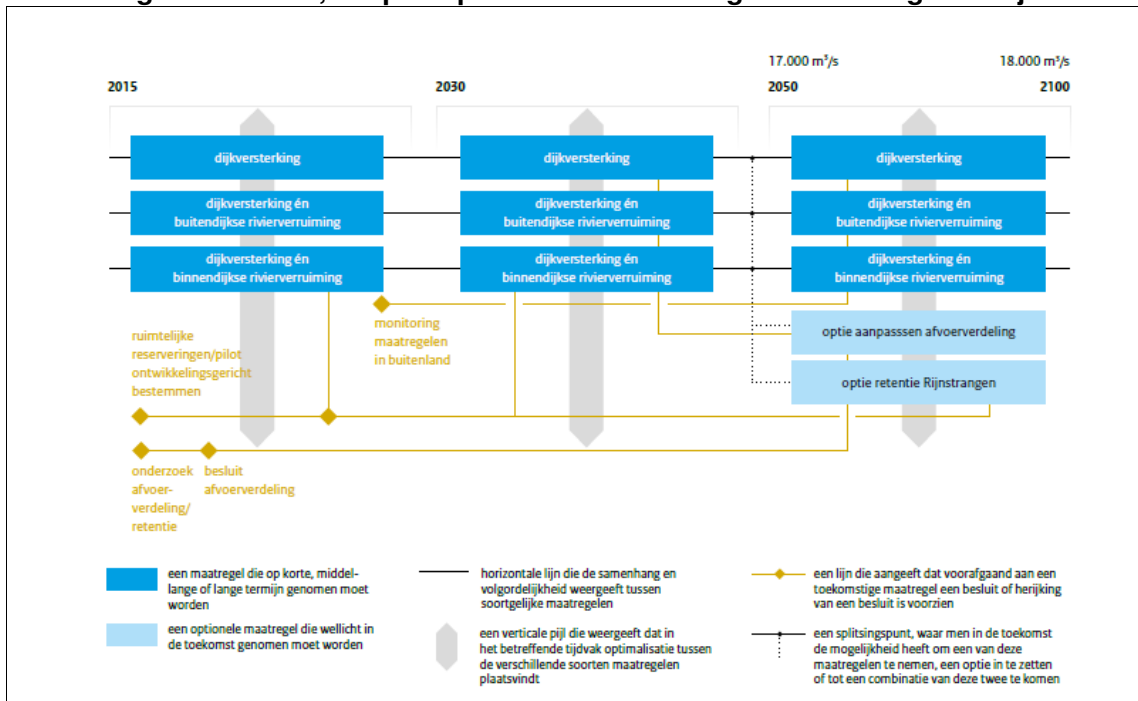 17.000 m³/s
18.000 m³/s
2015
2030
2050
2100
dijkversterking
dijkversterking
dijkversterking
dijkversterking én
buitendijkse rivierverruiming
dijkversterking én
buitendijkse rivierverruiming
dijkversterking én
buitendijkse rivierverruiming
dijkversterking én
binnendijkse rivierverruiming
dijkversterking én
binnendijkse rivierverruiming
dijkversterking én
binnendijkse rivierverruiming
ruimtelijke
reserveringen/pilot
ontwikkelingsgericht
bestemmen
monitoring
maatregelen
in buitenland
optie aanpasssen afvoerverdeling
optie retentie Rijnstrangen
onderzoek
afvoer-
verdeling/
retentie
besluit
afvoerverdeling
een maatregel die op korte, middel-
lange of lange termijn genomen moet
worden
een optionele maatregel die wellicht in
de toekomst genomen moet worden
horizontale lijn die de samenhang en
volgordelijkheid weergeeft tussen
soortgelijke maatregelen
een verticale pijl die weergeeft dat in
het betreffende tijdvak optimalisatie tussen
de verschillende soorten maatregelen
plaatsvindt
een lijn die aangeeft dat voorafgaand aan een
toekomstige maatregel een besluit of herijking
van een besluit is voorzien
een splitsingspunt, waar men in de toekomst
de mogelijkheid heeft om een van deze
maatregelen te nemen, een optie in te zetten
of tot een combinatie van deze twee te komen